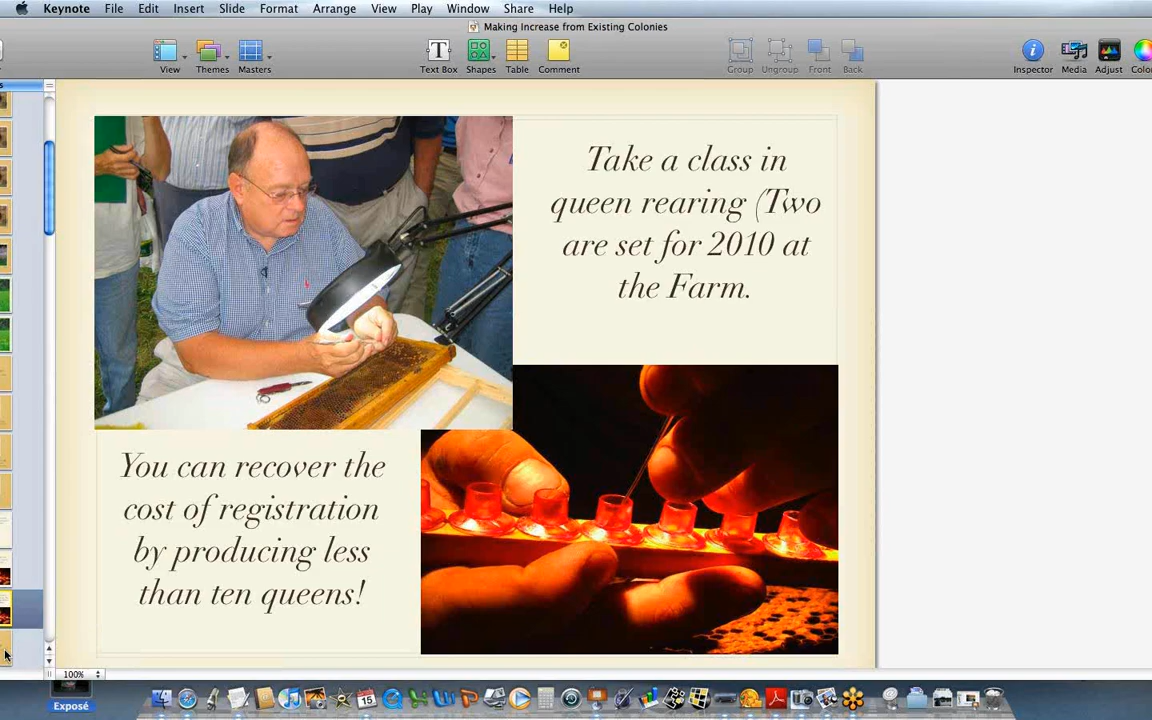 Keynote File Edit Insert Slide Format Arrange View Play Window Share Help
Making Increase from Existing Colonies
View Themes Masters Text Box Shapes Table Comment Group Ungroup Front Back Inspector Media Adjust
Take a class in
queen rearing (Two
are set for 2010 at
the Farm.
You can recover the
cost of registration
by producing less
than ten queens!
100%
15
Exposé